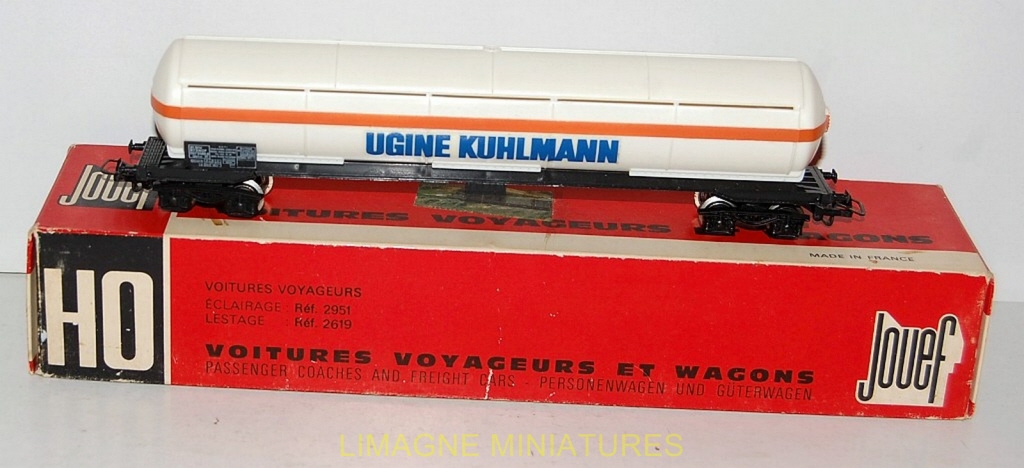 UGINE KUHLMANN
Jouef
VOITURES VOYAGEURS WAGONS
MADE IN FRANCE
HO
VOITURES VOYAGEURS
ÉCLAIRAGE : Réf. 2951
LESTAGE : Réf. 2619
VOITURES VOYAGEURS ET WAGONS
PASSENGER COACHES AND FREIGHT CARS - PERSONENWAGEN UND GÜTERWAGEN
Jouef
LIMAGNE MINIATURES